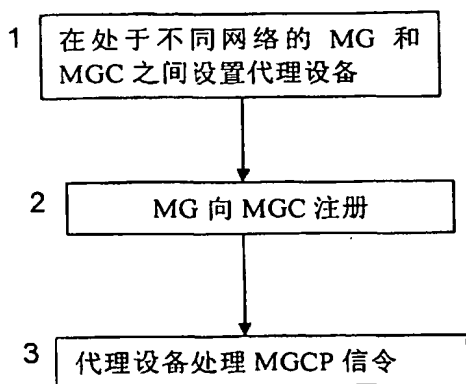 1
在处于不同网络的 MG 和
MGC 之间设置代理设备
2
MG 向 MGC 注册
3
代理设备处理 MGCP 信令